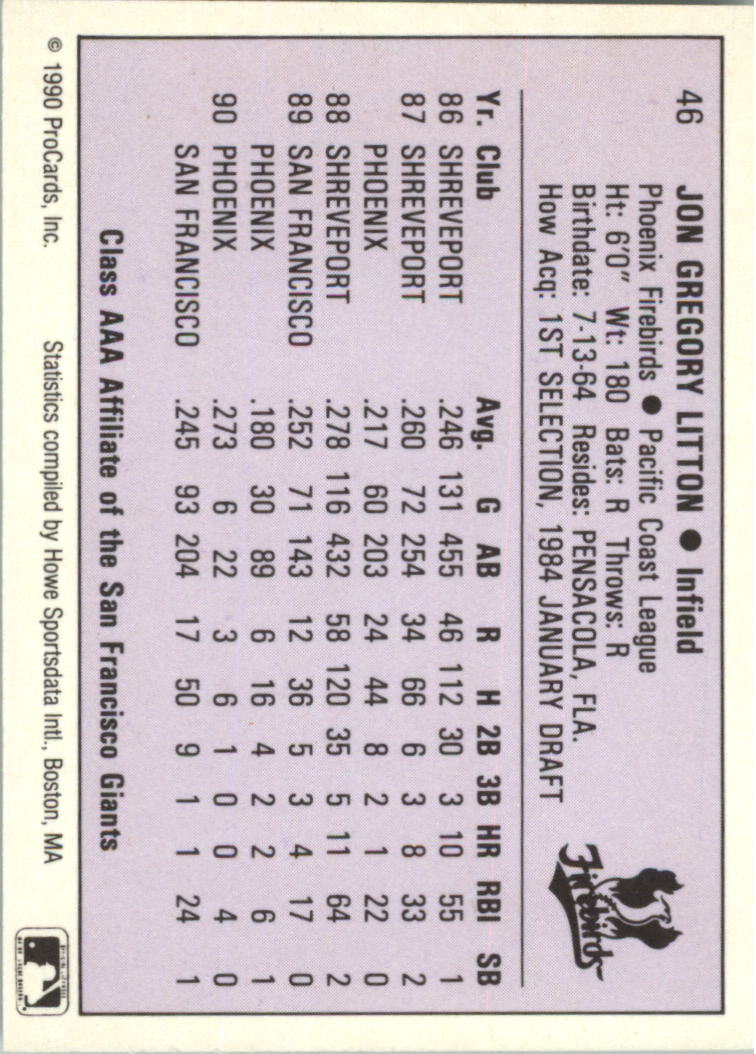 46 JON GREGORY LITTON ● Infield
Phoenix Firebirds ● Pacific Coast League
Ht: 6'0" Wt: 180 Bats: R Throws: R
Birthdate: 7-13-64 Resides: PENSACOLA, FLA.
How Acq: 1ST SELECTION, 1984 JANUARY DRAFT
Firebirds
Yr. Club Avg. G AB R H 2B 3B HR RBI SB
86 SHREVEPORT .246 131 455 46 112 30 3 10 55 1
87 SHREVEPORT .260 72 254 34 66 6 3 8 33 2
PHOENIX .217 60 203 24 44 8 2 1 22 0
88 SHREVEPORT .278 116 432 58 120 35 5 11 64 2
89 SAN FRANCISCO .252 71 143 12 36 5 3 4 17 0
PHOENIX .180 30 89 6 16 4 2 2 6 1
90 PHOENIX .273 6 22 3 6 1 0 0 4 0
SAN FRANCISCO .245 93 204 17 50 9 1 1 24 1
Class AAA Affiliate of the San Francisco Giants
© 1990 ProCards, Inc. Statistics compiled by Howe Sportsdata Intl., Boston, MA